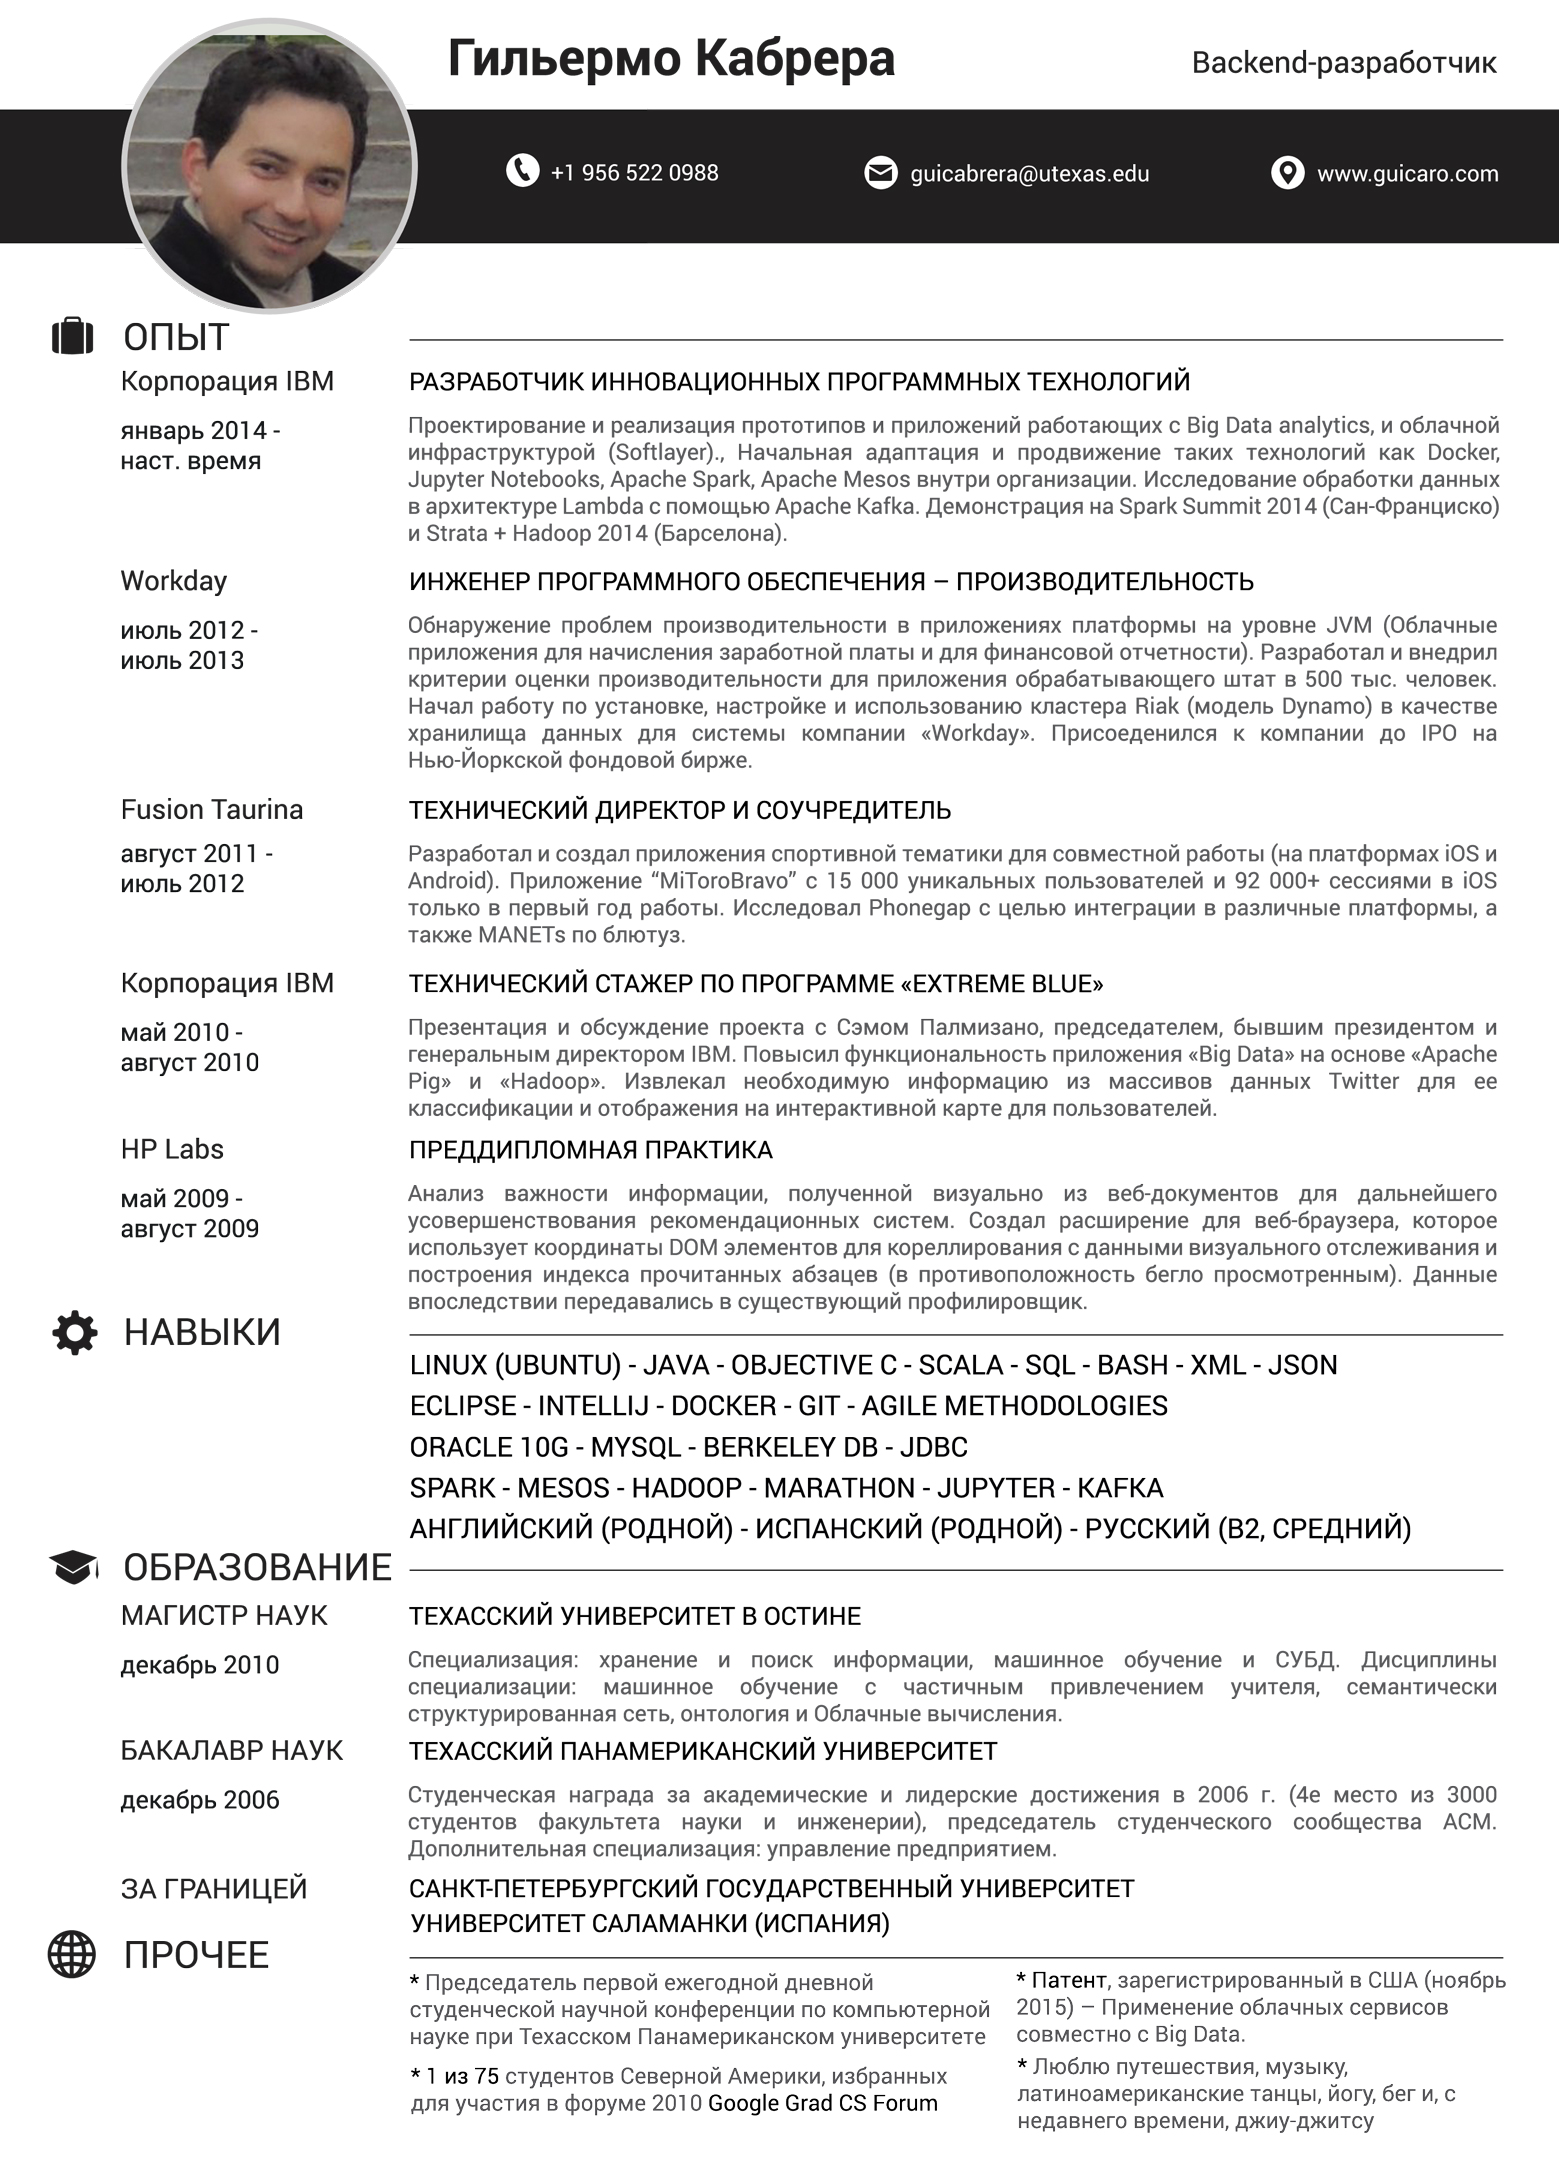 Гильермо Кабрера
Backend-разработчик
+1 956 522 0988
guicabrera@utexas.edu
www.guicaro.com
ОПЫТ
Корпорация IBM
январь 2014 -
наст. время
РАЗРАБОТЧИК ИННОВАЦИОННЫХ ПРОГРАММНЫХ ТЕХНОЛОГИЙ
Проектирование и реализация прототипов и приложений работающих с Big Data analytics, и облачной
инфраструктурой (Softlayer)., Начальная адаптация и продвижение таких технологий как Docker,
Jupyter Notebooks, Apache Spark, Apache Mesos внутри организации. Исследование обработки данных
в архитектуре Lambda с помощью Apache Kafka. Демонстрация на Spark Summit 2014 (Сан-Франциско)
и Strata + Hadoop 2014 (Барселона).
Workday
июль 2012 -
июль 2013
ИНЖЕНЕР ПРОГРАММНОГО ОБЕСПЕЧЕНИЯ – ПРОИЗВОДИТЕЛЬНОСТЬ
Обнаружение проблем производительности в приложениях платформы на уровне JVM (Облачные
приложения для начисления заработной платы и для финансовой отчетности). Разработал и внедрил
критерии оценки производительности для приложения обрабатывающего штат в 500 тыс. человек.
Начал работу по установке, настройке и использованию кластера Riak (модель Dynamo) в качестве
хранилища данных для системы компании «Workday». Присоеденился к компании до IPO на
Нью-Йоркской фондовой бирже.
Fusion Taurina
август 2011 -
июль 2012
ТЕХНИЧЕСКИЙ ДИРЕКТОР И СОУЧРЕДИТЕЛЬ
Разработал и создал приложения спортивной тематики для совместной работы (на платформах iOS и
Android). Приложение “MiToroBravo” с 15 000 уникальных пользователей и 92 000+ сессиями в iOS
только в первый год работы. Исследовал Phonegap с целью интеграции в различные платформы, а
также MANETs по блютуз.
Корпорация IBM
май 2010 -
август 2010
ТЕХНИЧЕСКИЙ СТАЖЕР ПО ПРОГРАММЕ «EXTREME BLUE»
Презентация и обсуждение проекта с Сэмом Палмизано, председателем, бывшим президентом и
генеральным директором IBM. Повысил функциональность приложения «Big Data» на основе «Apache
Pig» и «Hadoop». Извлекал необходимую информацию из массивов данных Twitter для ее
классификации и отображения на интерактивной карте для пользователей.
HP Labs
май 2009 -
август 2009
ПРЕДДИПЛОМНАЯ ПРАКТИКА
Анализ важности информации, полученной визуально из веб-документов для дальнейшего
усовершенствования рекомендационных систем. Создал расширение для веб-браузера, которое
использует координаты DOM элементов для кореллирования с данными визуального отслеживания и
построения индекса прочитанных абзацев (в противоположность бегло просмотренным). Данные
впоследствии передавались в существующий профилировщик.
НАВЫКИ
LINUX (UBUNTU) - JAVA - OBJECTIVE C - SCALA - SQL - BASH - XML - JSON
ECLIPSE - INTELLIJ - DOCKER - GIT - AGILE METHODOLOGIES
ORACLE 10G - MYSQL - BERKELEY DB - JDBC
SPARK - MESOS - HADOOP - MARATHON - JUPYTER - KAFKA
АНГЛИЙСКИЙ (РОДНОЙ) - ИСПАНСКИЙ (РОДНОЙ) - РУССКИЙ (B2, СРЕДНИЙ)
ОБРАЗОВАНИЕ
МАГИСТР НАУК
декабрь 2010
ТЕХАССКИЙ УНИВЕРСИТЕТ В ОСТИНЕ
Специализация: хранение и поиск информации, машинное обучение и СУБД. Дисциплины
специализации: машинное обучение с частичным привлечением учителя, семантически
структурированная сеть, онтология и Облачные вычисления.
БАКАЛАВР НАУК
декабрь 2006
ТЕХАССКИЙ ПАНАМЕРИКАНСКИЙ УНИВЕРСИТЕТ
Студенческая награда за академические и лидерские достижения в 2006 г. (4е место из 3000
студентов факультета науки и инженерии), председатель студенческого сообщества ACM.
Дополнительная специализация: управление предприятием.
ЗА ГРАНИЦЕЙ
САНКТ-ПЕТЕРБУРГСКИЙ ГОСУДАРСТВЕННЫЙ УНИВЕРСИТЕТ
УНИВЕРСИТЕТ САЛАМАНКИ (ИСПАНИЯ)
ПРОЧЕЕ
* Председатель первой ежегодной дневной
студенческой научной конференции по компьютерной
науке при Техасском Панамериканском университете
* 1 из 75 студентов Северной Америки, избранных
для участия в форуме 2010 Google Grad CS Forum
* Патент, зарегистрированный в США (ноябрь
2015) – Применение облачных сервисов
совместно с Big Data.
* Люблю путешествия, музыку,
латиноамериканские танцы, йогу, бег и, с
недавнего времени, джиу-джитсу